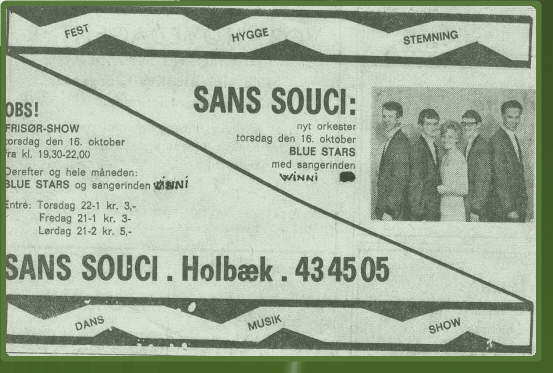 FEST HYGGE STEMNING
OBS!
FRISØR-SHOW
torsdag den 16. oktober
fra kl. 19,30-22,00
Derefter og hele måneden:
BLUE STARS og sangerinden WINNI
Entré: Torsdag 22-1 kr. 3,-
Fredag 21-1 kr. 3-
Lørdag 21-2 kr. 5,-
SANS SOUCI:
nyt orkester
torsdag den 16. oktober
BLUE STARS
med sangerinden
WINNI
SANS SOUCI . Holbæk . 43 45 05
DANS MUSIK SHOW